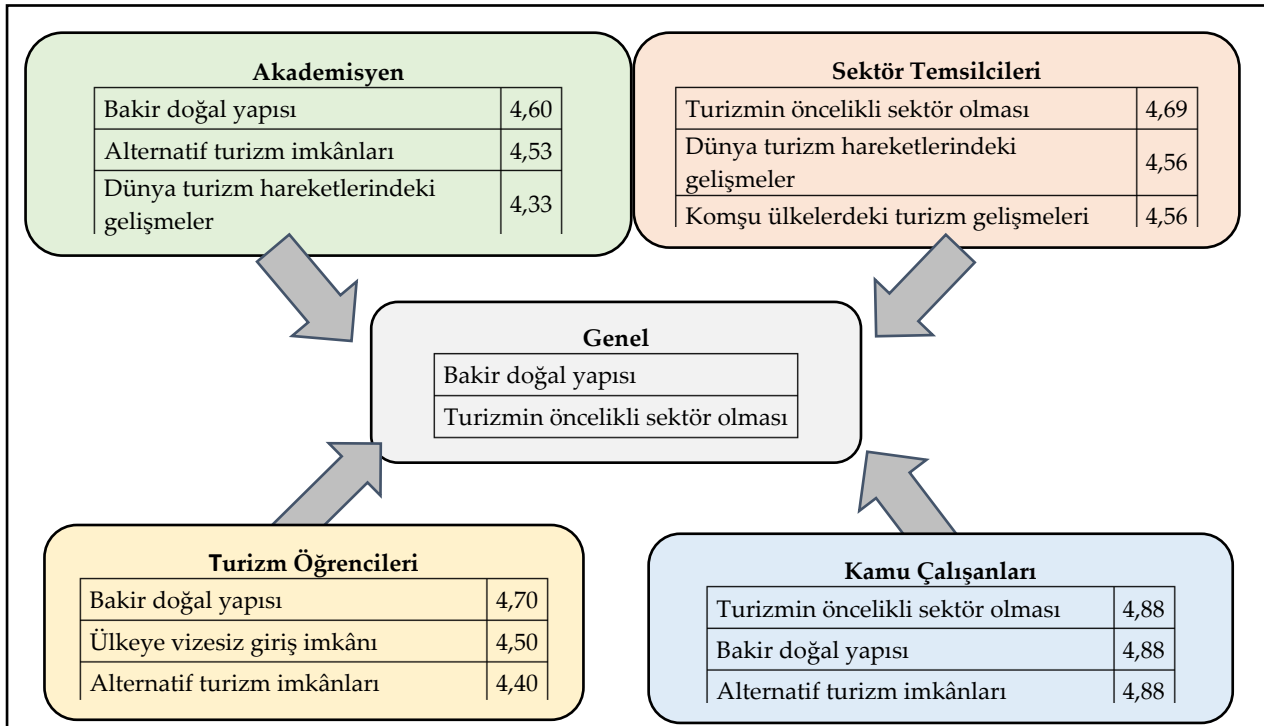 Akademisyen
Bakir doğal yapısı 4,60
Alternatif turizm imkânları 4,53
Dünya turizm hareketlerindeki
gelişmeler 4,33
Sektör Temsilcileri
Turizmin öncelikli sektör olması 4,69
Dünya turizm hareketlerindeki
gelişmeler 4,56
Komşu ülkelerdeki turizm gelişmeleri 4,56
Genel
Bakir doğal yapısı
Turizmin öncelikli sektör olması
Turizm Öğrencileri
Bakir doğal yapısı 4,70
Ülkeye vizesiz giriş imkânı 4,50
Alternatif turizm imkânları 4,40
Kamu Çalışanları
Turizmin öncelikli sektör olması 4,88
Bakir doğal yapısı 4,88
Alternatif turizm imkânları 4,88